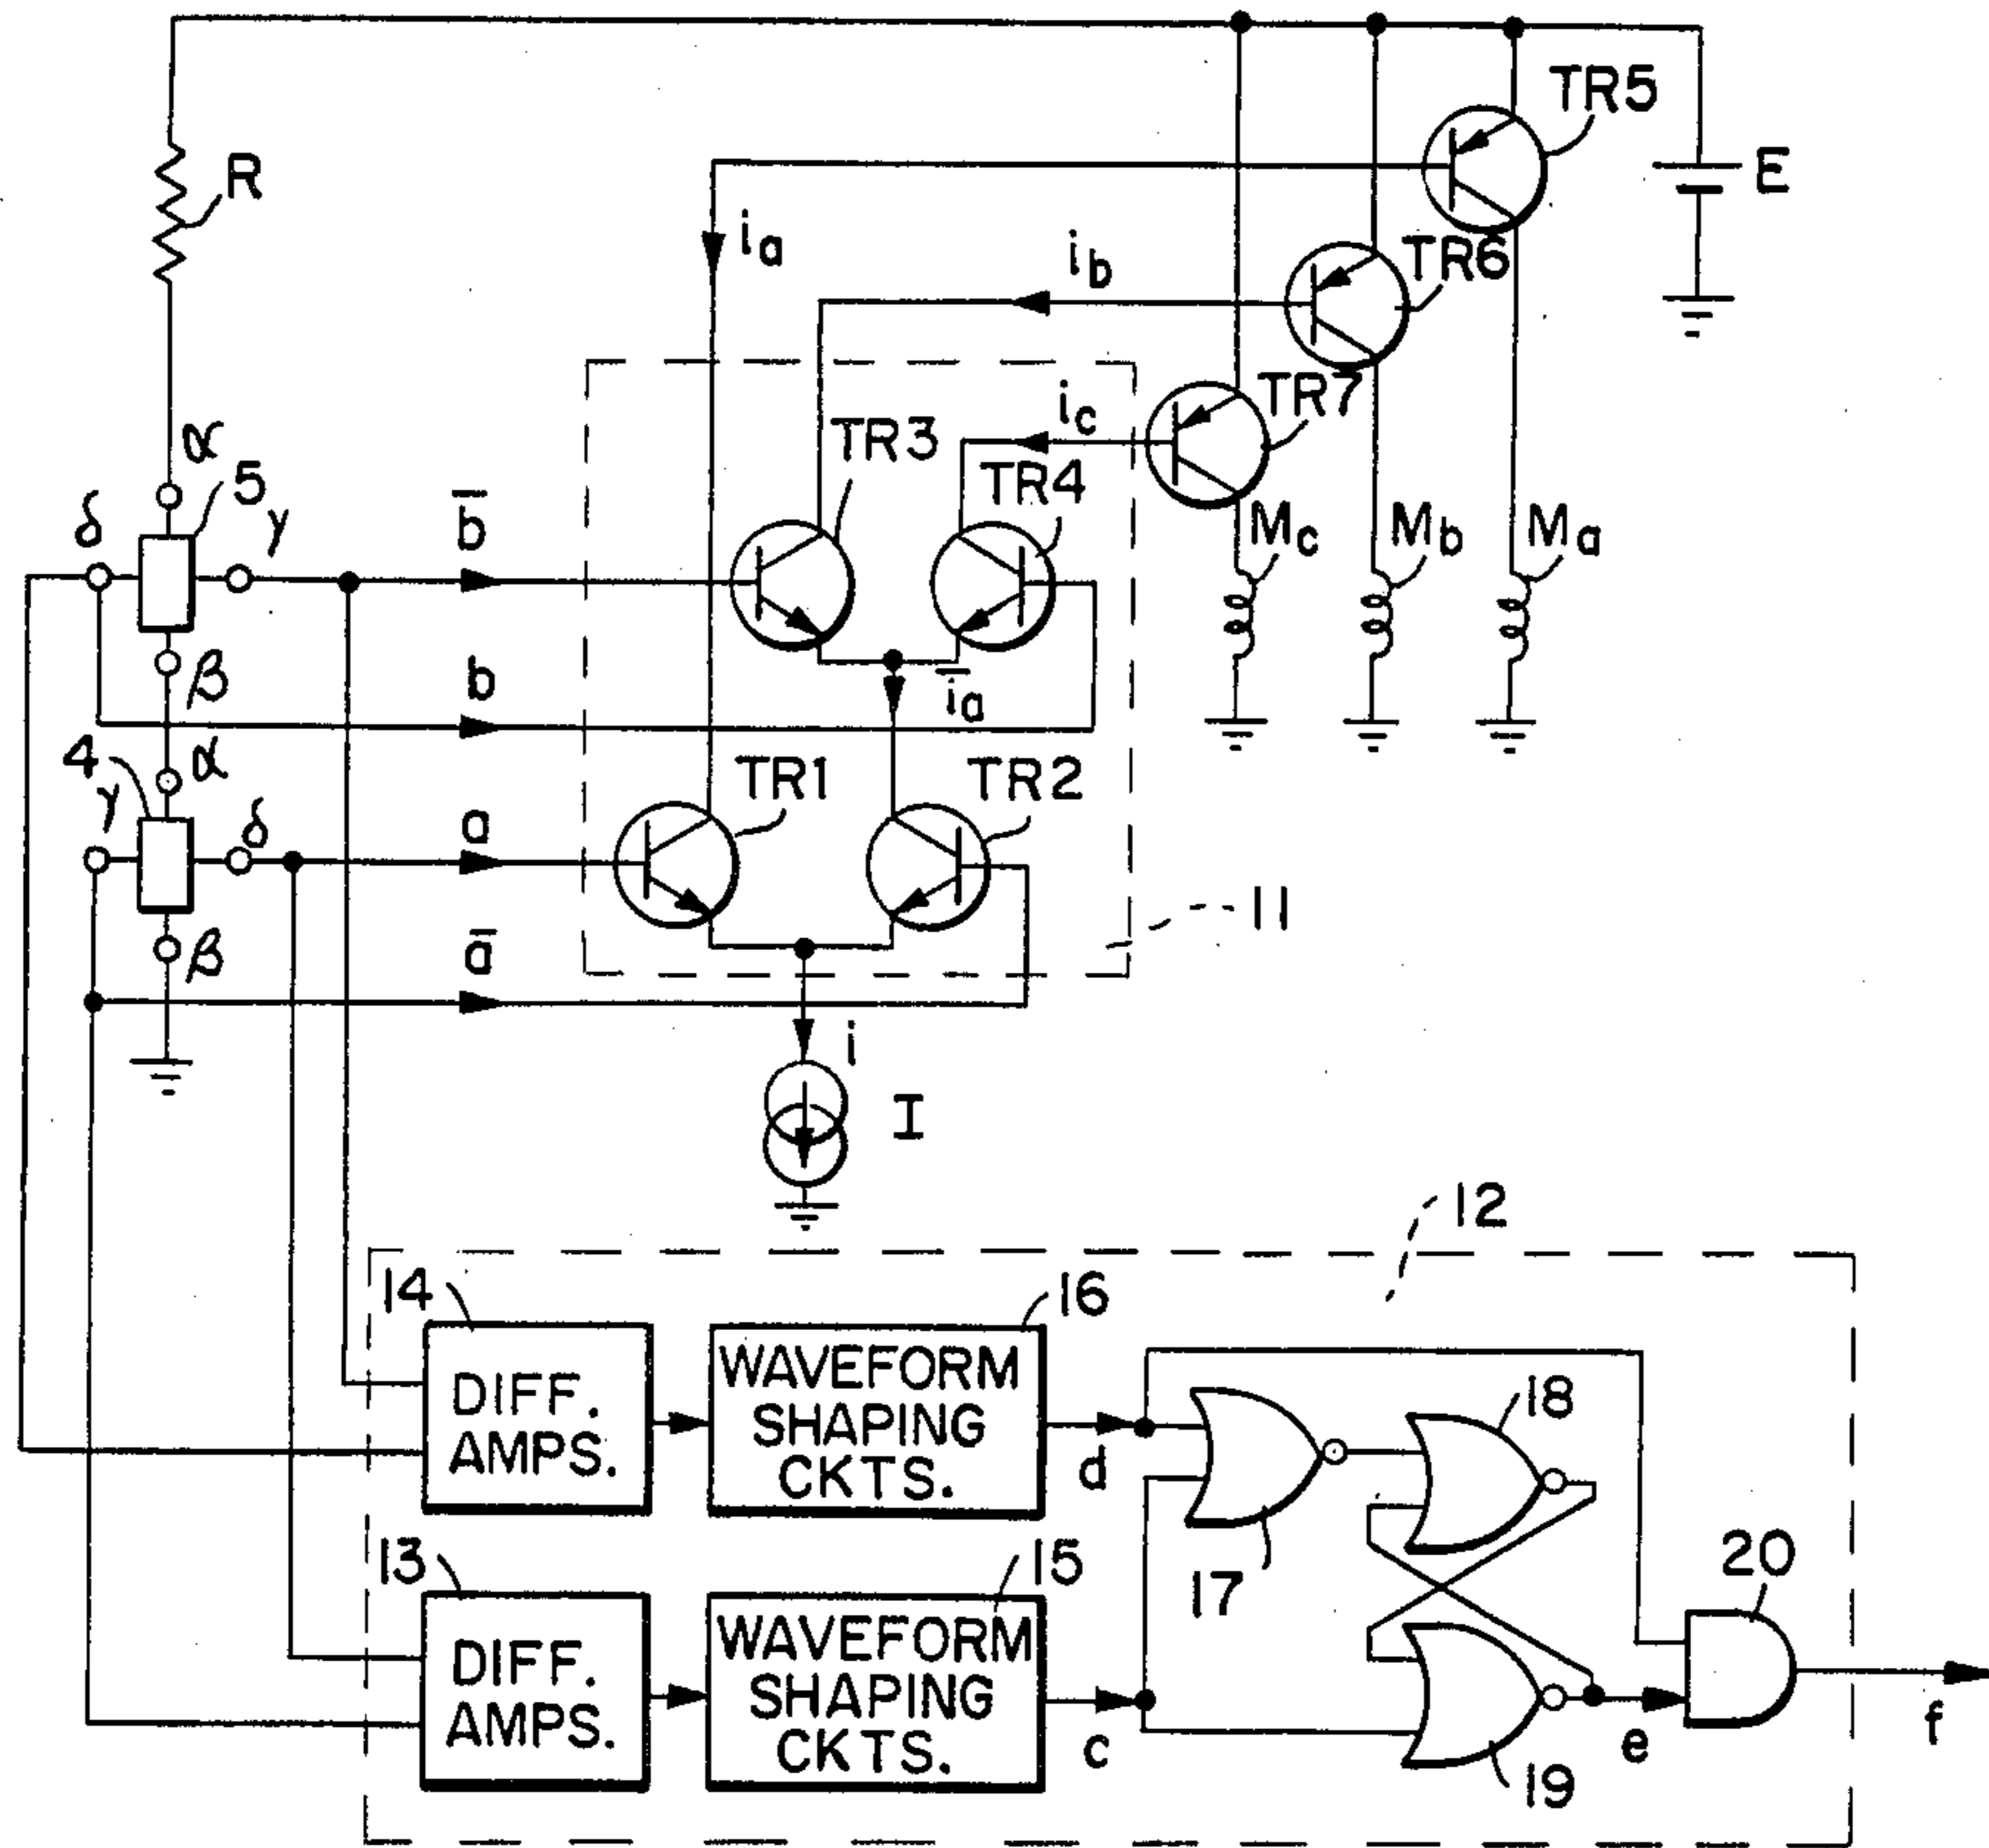 TR5
E
R
ia
ib
TR6
TR7
ic
TR3
TR4
α
5
δ
γ
b̄
Mc
Mb
Ma
β
b
īa
4
α
TR1
TR2
γ
δ
a
11
β
ā
i
I
12
14
16
DIFF.
AMPS.
WAVEFORM
SHAPING
CKTS.
d
18
17
13
15
20
DIFF.
AMPS.
WAVEFORM
SHAPING
CKTS.
c
19
e
f